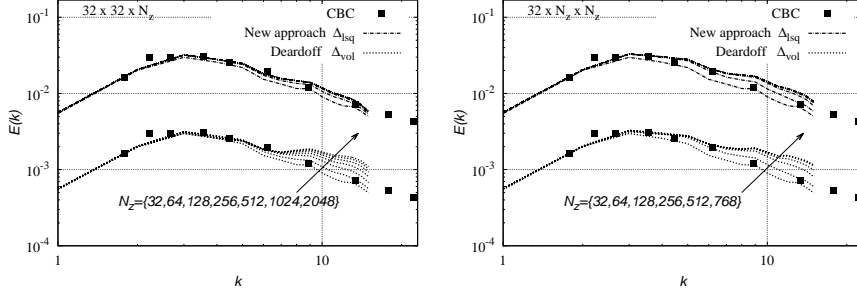 32 x 32 x N_z
CBC
New approach Δ_lsq
Deardoff Δ_vol
10^-1
10^-2
10^-3
10^-4
E(k)
N_z={32,64,128,256,512,1024,2048}
1
10
k
32 x N_z x N_z
CBC
New approach Δ_lsq
Deardoff Δ_vol
10^-1
10^-2
10^-3
10^-4
E(k)
N_z={32,64,128,256,512,768}
1
10
k